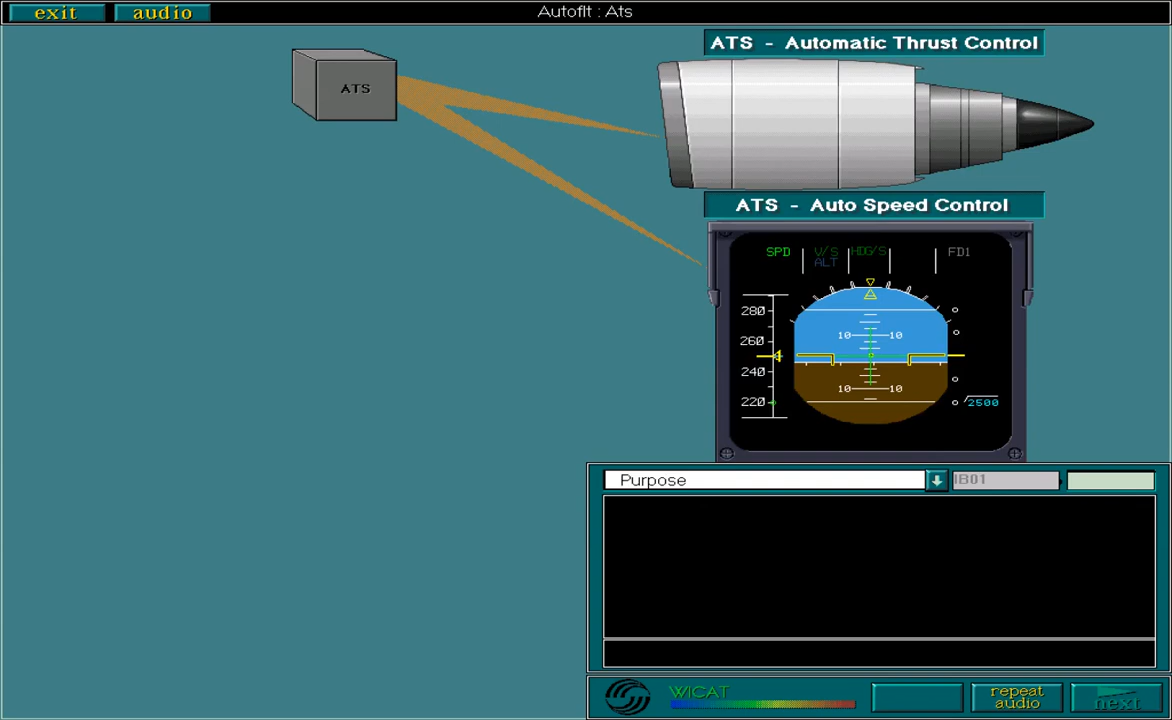 exit
audio
Autoflt : Ats
ATS
ATS - Automatic Thrust Control
ATS - Auto Speed Control
SPD V/S HDG/S FD1
ALT
280
260
240
220
10 10
10 10
2500
Purpose
IB01
WICAT
repeat
audio
next